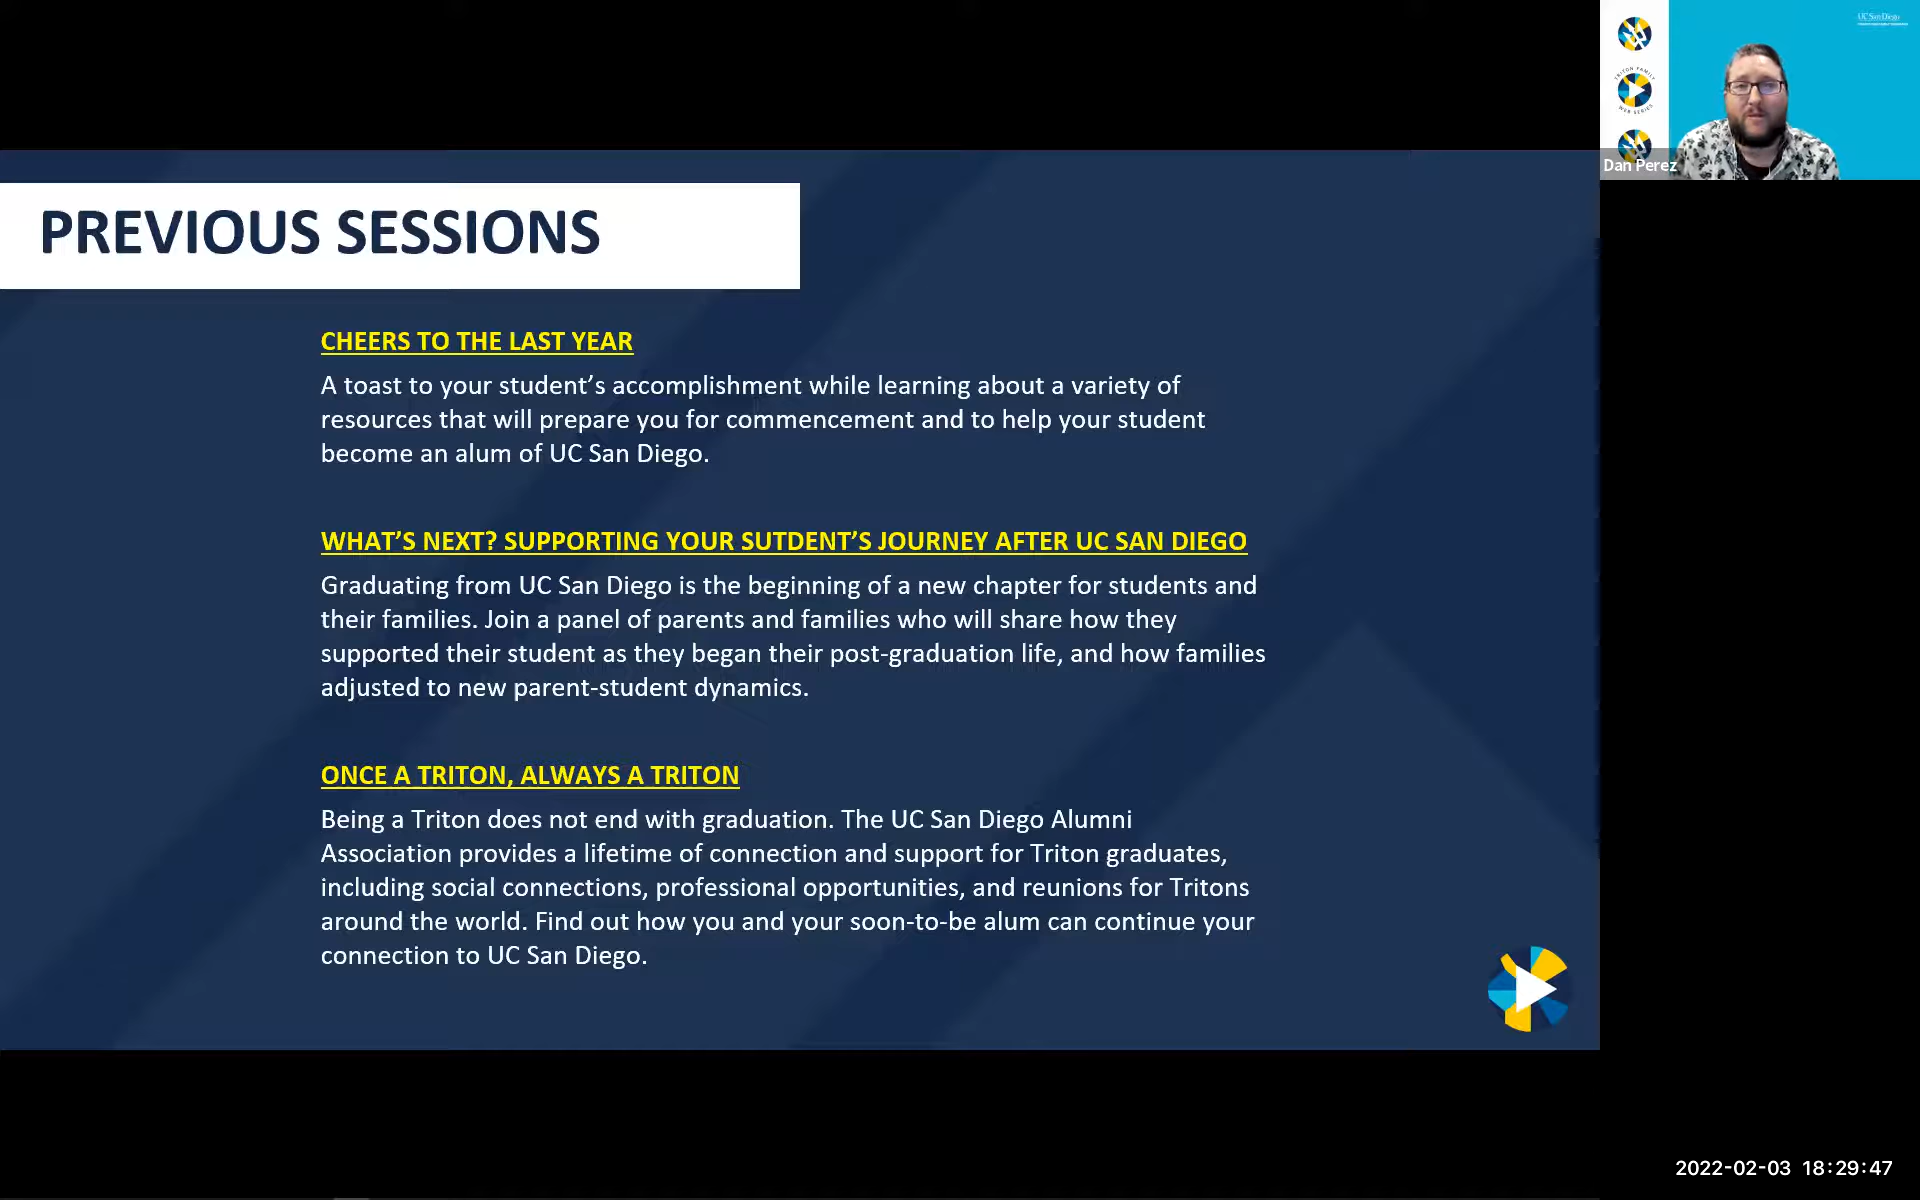 UC San Diego
TRITON FAMILY
WEB SERIES
Dan Perez
PREVIOUS SESSIONS
CHEERS TO THE LAST YEAR
A toast to your student’s accomplishment while learning about a variety of
resources that will prepare you for commencement and to help your student
become an alum of UC San Diego.
WHAT’S NEXT? SUPPORTING YOUR SUTDENT’S JOURNEY AFTER UC SAN DIEGO
Graduating from UC San Diego is the beginning of a new chapter for students and
their families. Join a panel of parents and families who will share how they
supported their student as they began their post-graduation life, and how families
adjusted to new parent-student dynamics.
ONCE A TRITON, ALWAYS A TRITON
Being a Triton does not end with graduation. The UC San Diego Alumni
Association provides a lifetime of connection and support for Triton graduates,
including social connections, professional opportunities, and reunions for Tritons
around the world. Find out how you and your soon-to-be alum can continue your
connection to UC San Diego.
2022-02-03 18:29:47